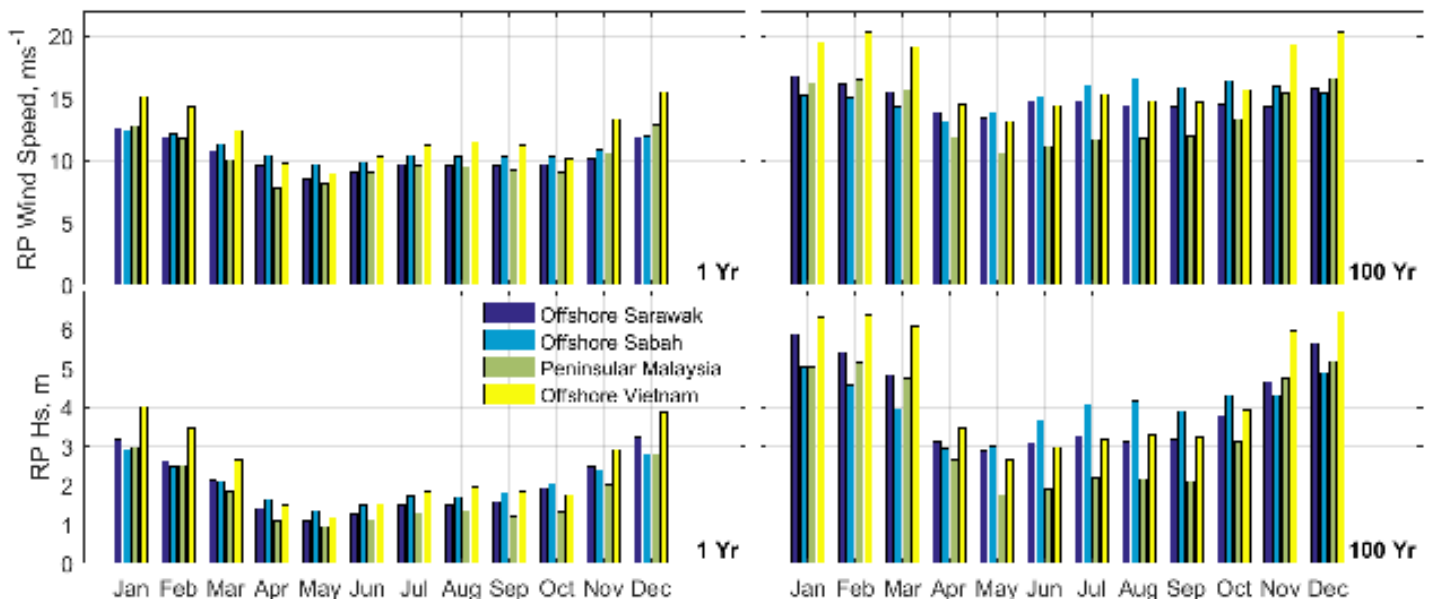 RP Wind Speed, ms-1
20
15
10
5
0
1 Yr
100 Yr
RP Hs, m
6
5
4
3
2
1
0
Offshore Sarawak
Offshore Sabah
Peninsular Malaysia
Offshore Vietnam
1 Yr
100 Yr
Jan Feb Mar Apr May Jun Jul Aug Sep Oct Nov Dec
Jan Feb Mar Apr May Jun Jul Aug Sep Oct Nov Dec